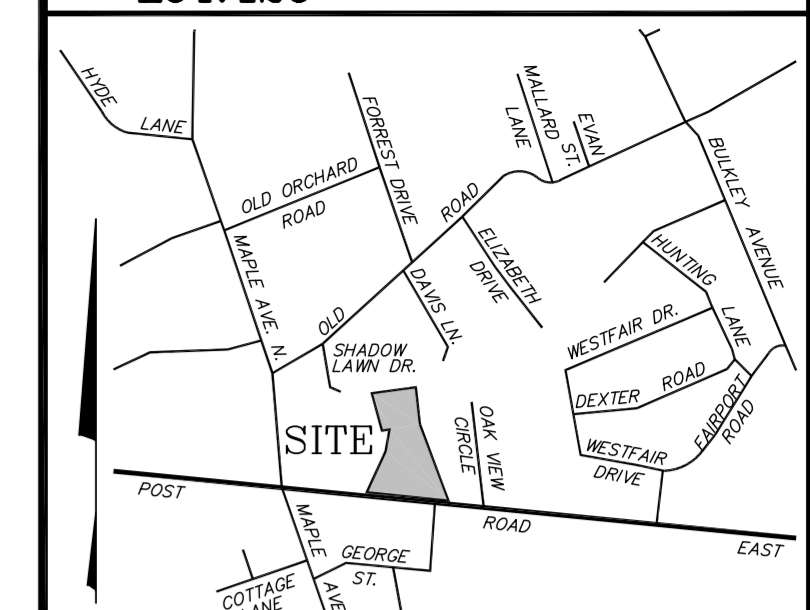 HYDE
LANE
OLD ORCHARD
ROAD
FORREST DRIVE
MALLARD
LANE
EVAN
ST.
BULKLEY
AVENUE
ROAD
OLD
ELIZABETH
DRIVE
DAVIS LN.
MAPLE AVE. N.
SHADOW
LAWN DR.
HUNTING
LANE
WESTFAIR DR.
DEXTER ROAD
FAIRPORT
ROAD
WESTFAIR
DRIVE
SITE
OAK VIEW
CIRCLE
POST
ROAD
EAST
MAPLE
AVE
GEORGE
ST.
COTTAGE